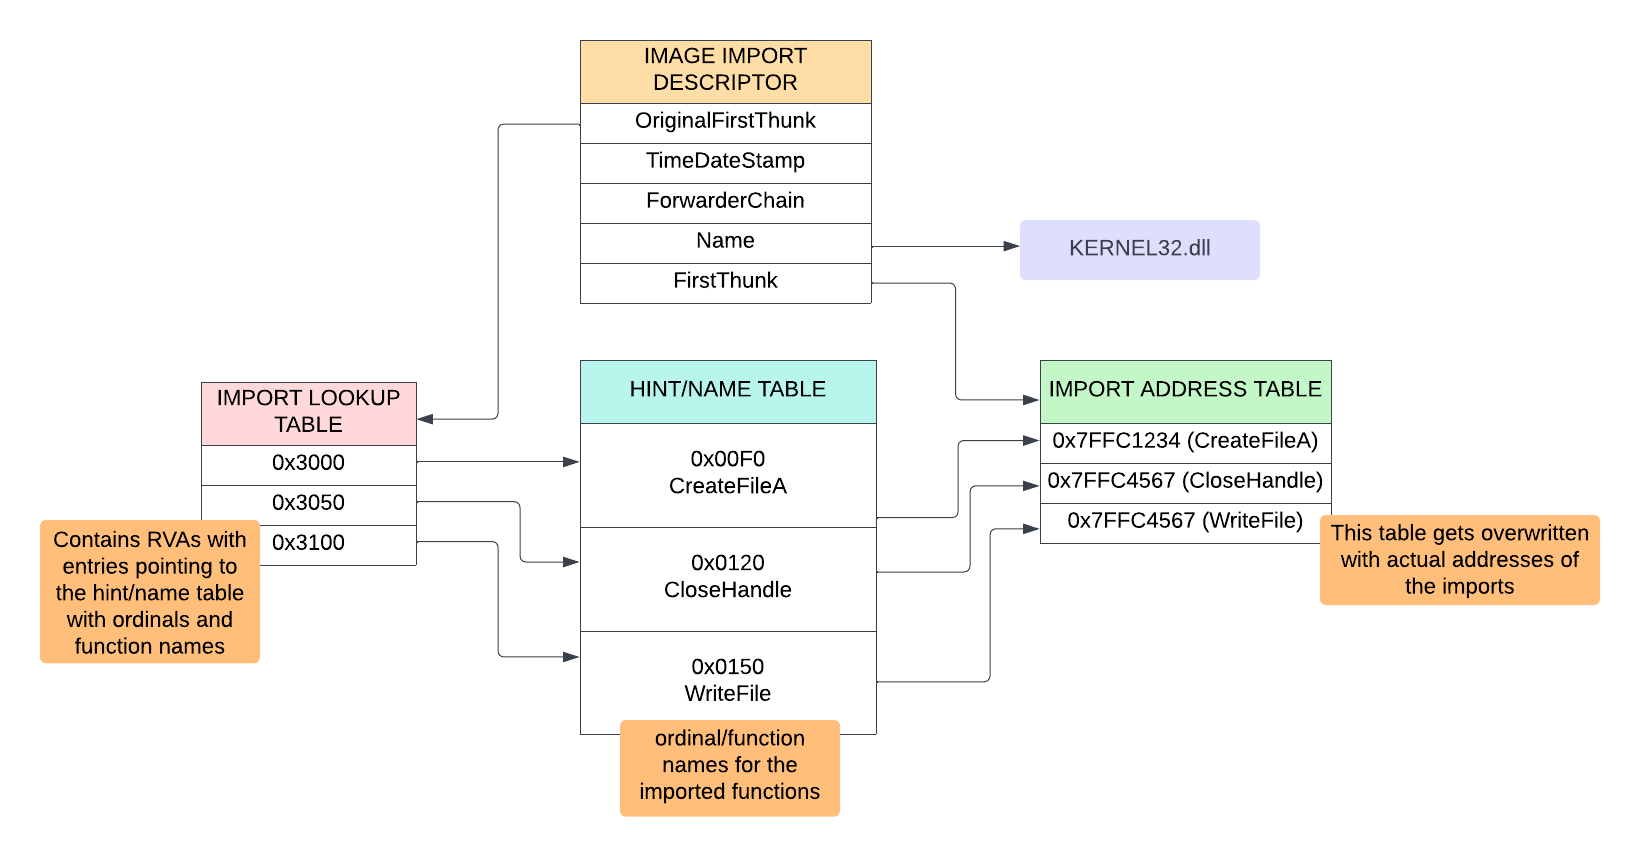 IMAGE IMPORT
DESCRIPTOR
OriginalFirstThunk
TimeDateStamp
ForwarderChain
Name
FirstThunk
KERNEL32.dll
IMPORT LOOKUP
TABLE
0x3000
0x3050
0x3100
Contains RVAs with
entries pointing to
the hint/name table
with ordinals and
function names
HINT/NAME TABLE
0x00F0
CreateFileA
0x0120
CloseHandle
0x0150
WriteFile
ordinal/function
names for the
imported functions
IMPORT ADDRESS TABLE
0x7FFC1234 (CreateFileA)
0x7FFC4567 (CloseHandle)
0x7FFC4567 (WriteFile)
This table gets overwritten
with actual addresses of
the imports